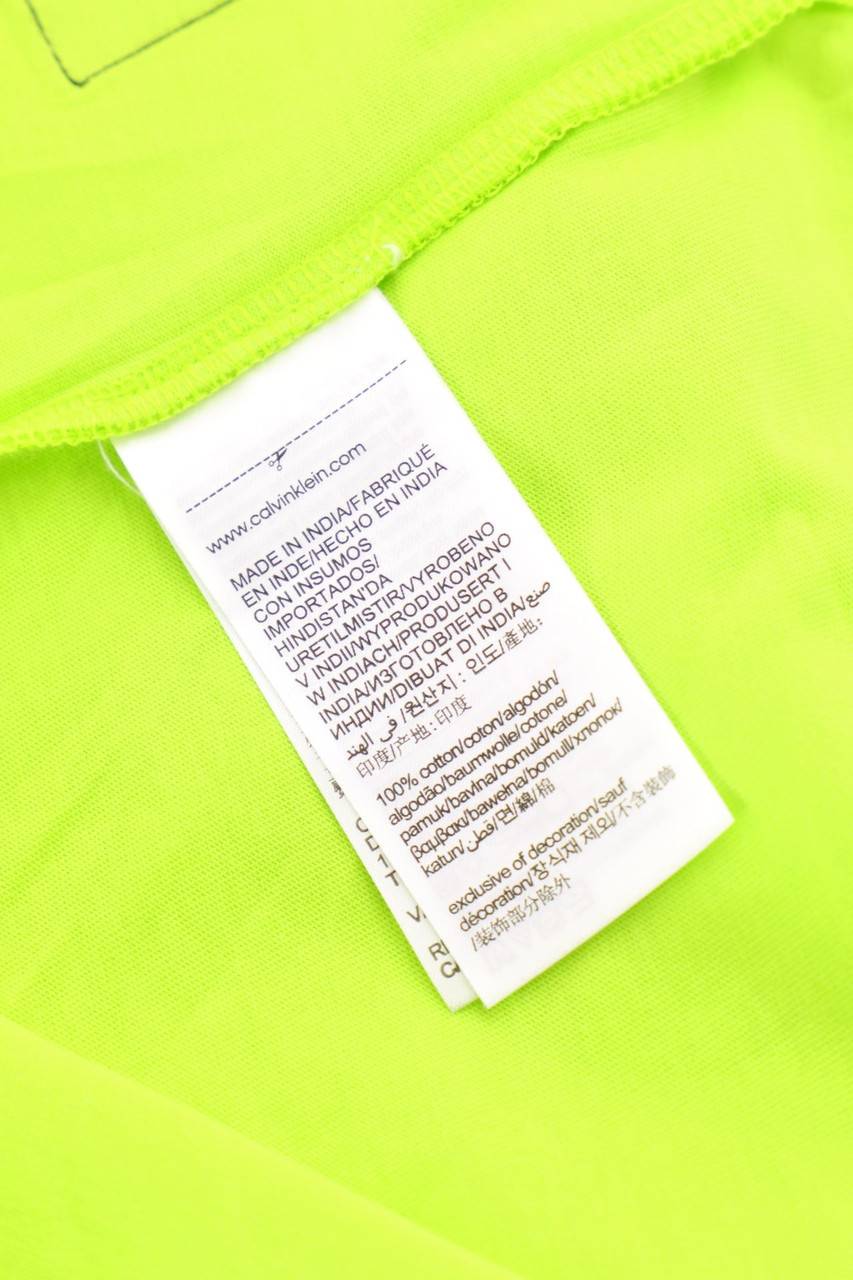 www.calvinklein.com
MADE IN INDIA/FABRIQUÉ
EN INDE/HECHO EN INDIA
CON INSUMOS
IMPORTADOS/
HINDISTAN'DA
URETILMISTIR/VYROBENO
V INDII/WYPRODUKOWANO
W INDIACH/PRODUSERT I
INDIA/ИЗГОТОВЛЕНО В
ИНДИИ/DIBUAT DI INDIA/صنع
في الهند/원산지 : 인도/產地:
印度/产地: 印度
100% cotton/coton/algodón/
algodão/baumwolle/cotone/
pamuk/bavlna/bomuld/katoen/
βαμβακι/bawełna/bomull/хлопок/
katun/قطن/면/綿/棉
exclusive of decoration/sauf
décoration/장식재 제외/不含裝飾
/装饰部分除外